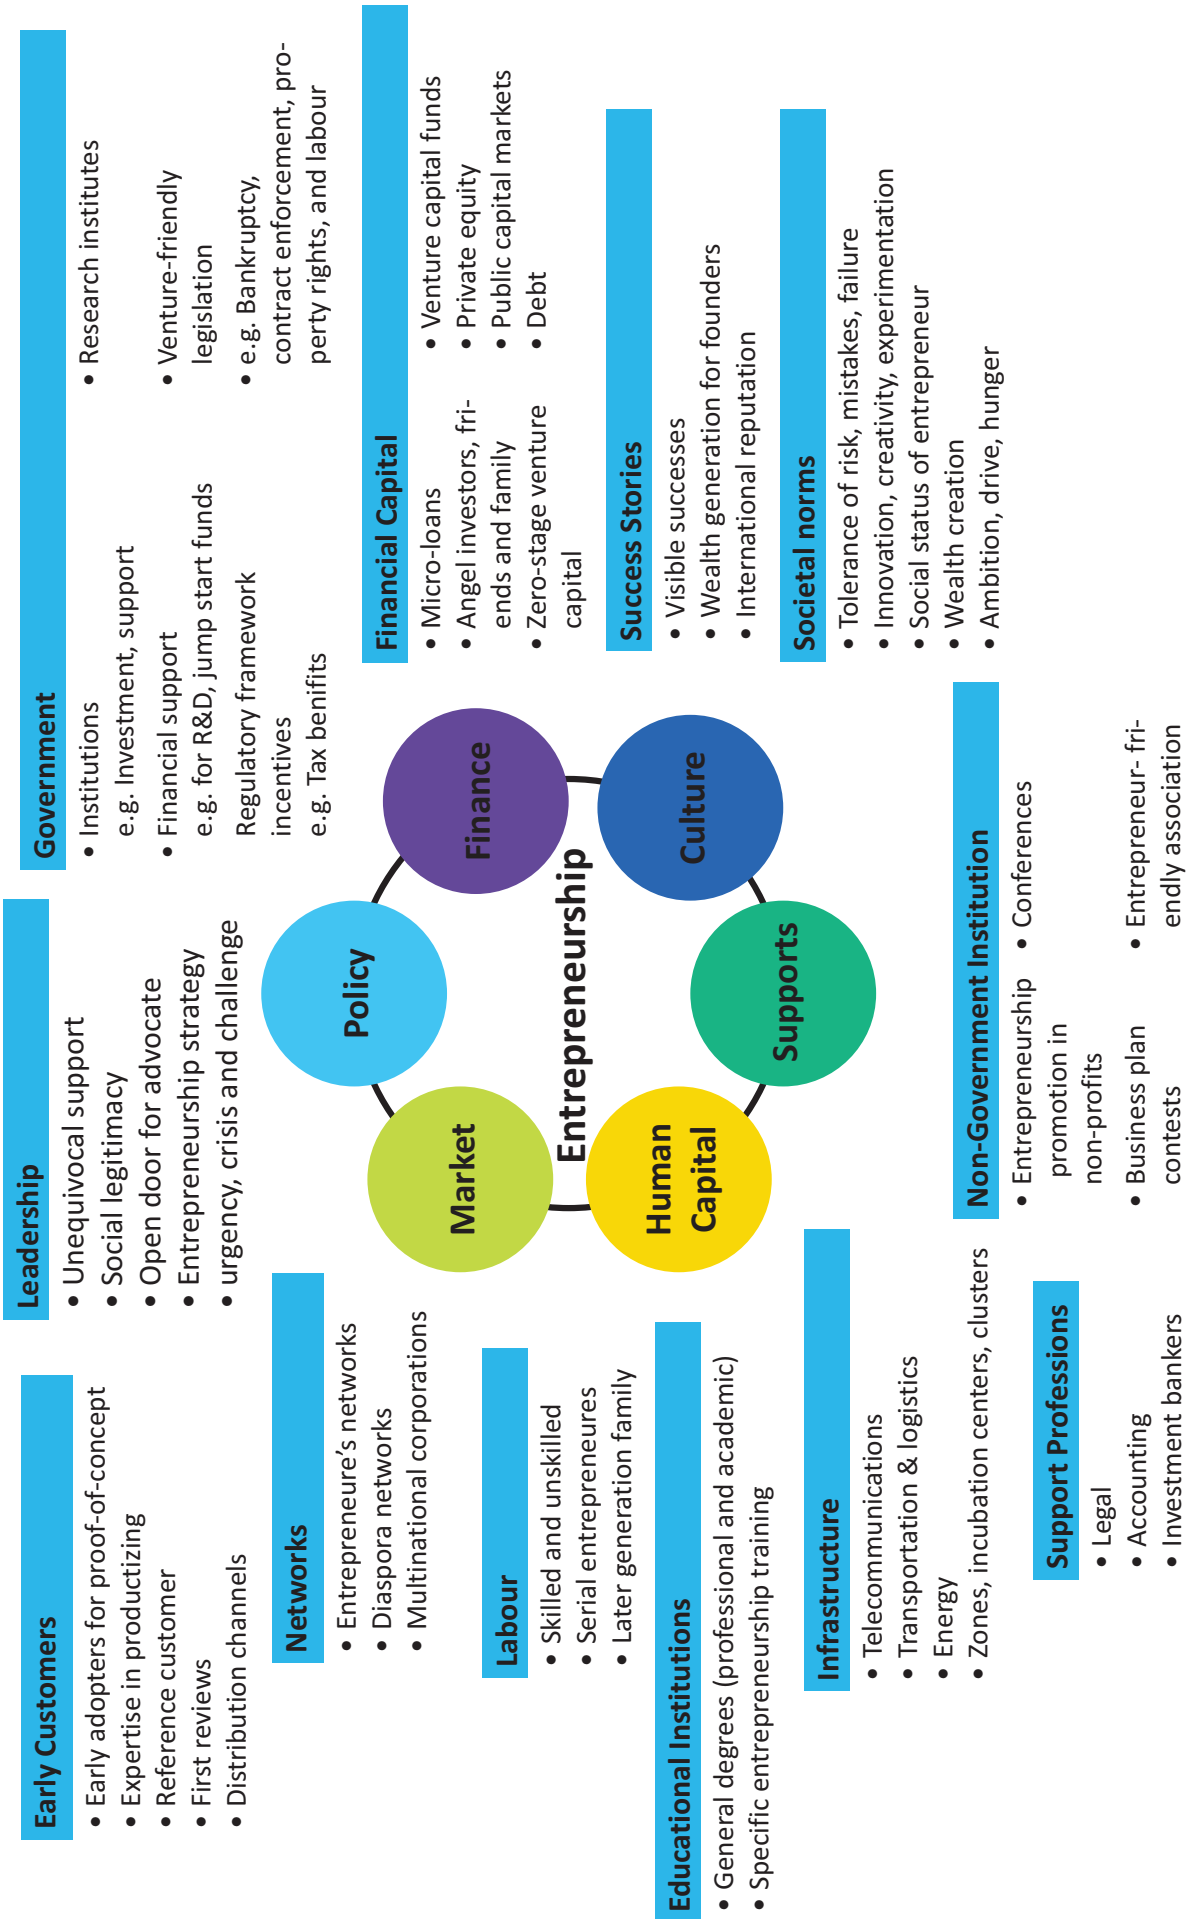 Early Customers
• Early adopters for proof-of-concept
• Expertise in productizing
• Reference customer
• First reviews
• Distribution channels
Leadership
• Unequivocal support
• Social legitimacy
• Open door for advocate
• Entrepreneurship strategy
• urgency, crisis and challenge
Government
• Institutions
e.g. Investment, support
• Financial support
e.g. for R&D, jump start funds
Regulatory framework
incentives
e.g. Tax benifits
• Research institutes
• Venture-friendly
legislation
• e.g. Bankruptcy,
contract enforcement, pro-
perty rights, and labour
Networks
• Entrepreneure's networks
• Diaspora networks
• Multinational corporations
Labour
• Skilled and unskilled
• Serial entrepreneures
• Later generation family
Educational Institutions
• General degrees (professional and academic)
• Specific entrepreneurship training
Policy
Market
Finance
Entrepreneurship
Human
Capital
Culture
Supports
Financial Capital
• Micro-loans
• Angel investors, fri-
ends and family
• Zero-stage venture
capital
• Venture capital funds
• Private equity
• Public capital markets
• Debt
Success Stories
• Visible successes
• Wealth generation for founders
• International reputation
Societal norms
• Tolerance of risk, mistakes, failure
• Innovation, creativity, experimentation
• Social status of entrepreneur
• Wealth creation
• Ambition, drive, hunger
Infrastructure
• Telecommunications
• Transportation & logistics
• Energy
• Zones, incubation centers, clusters
Support Professions
• Legal
• Accounting
• Investment bankers
Non-Government Institution
• Entrepreneurship
promotion in
non-profits
• Business plan
contests
• Conferences
• Entrepreneur- fri-
endly association